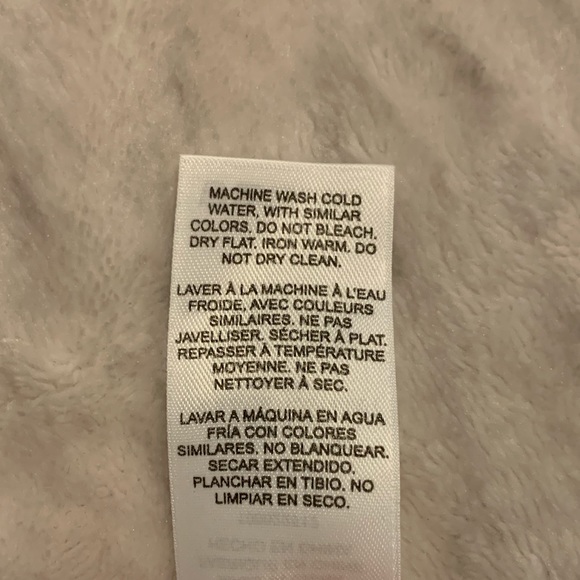 MACHINE WASH COLD
WATER, WITH SIMILAR
COLORS. DO NOT BLEACH.
DRY FLAT. IRON WARM. DO
NOT DRY CLEAN.
LAVER À LA MACHINE À L'EAU
FROIDE, AVEC COULEURS
SIMILAIRES. NE PAS
JAVELLISER. SÉCHER À PLAT.
REPASSER À TEMPÉRATURE
MOYENNE. NE PAS
NETTOYER À SEC.
LAVAR A MÁQUINA EN AGUA
FRÍA CON COLORES
SIMILARES. NO BLANQUEAR.
SECAR EXTENDIDO.
PLANCHAR EN TIBIO. NO
LIMPIAR EN SECO.